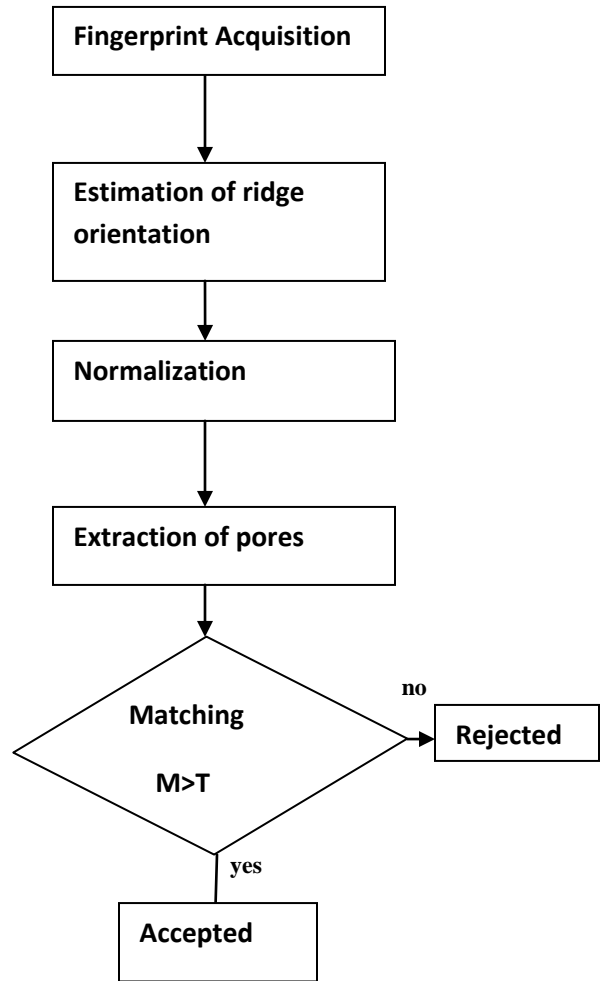 Fingerprint Acquisition
Estimation of ridge
orientation
Normalization
Extraction of pores
Matching
M>T
no
Rejected
yes
Accepted